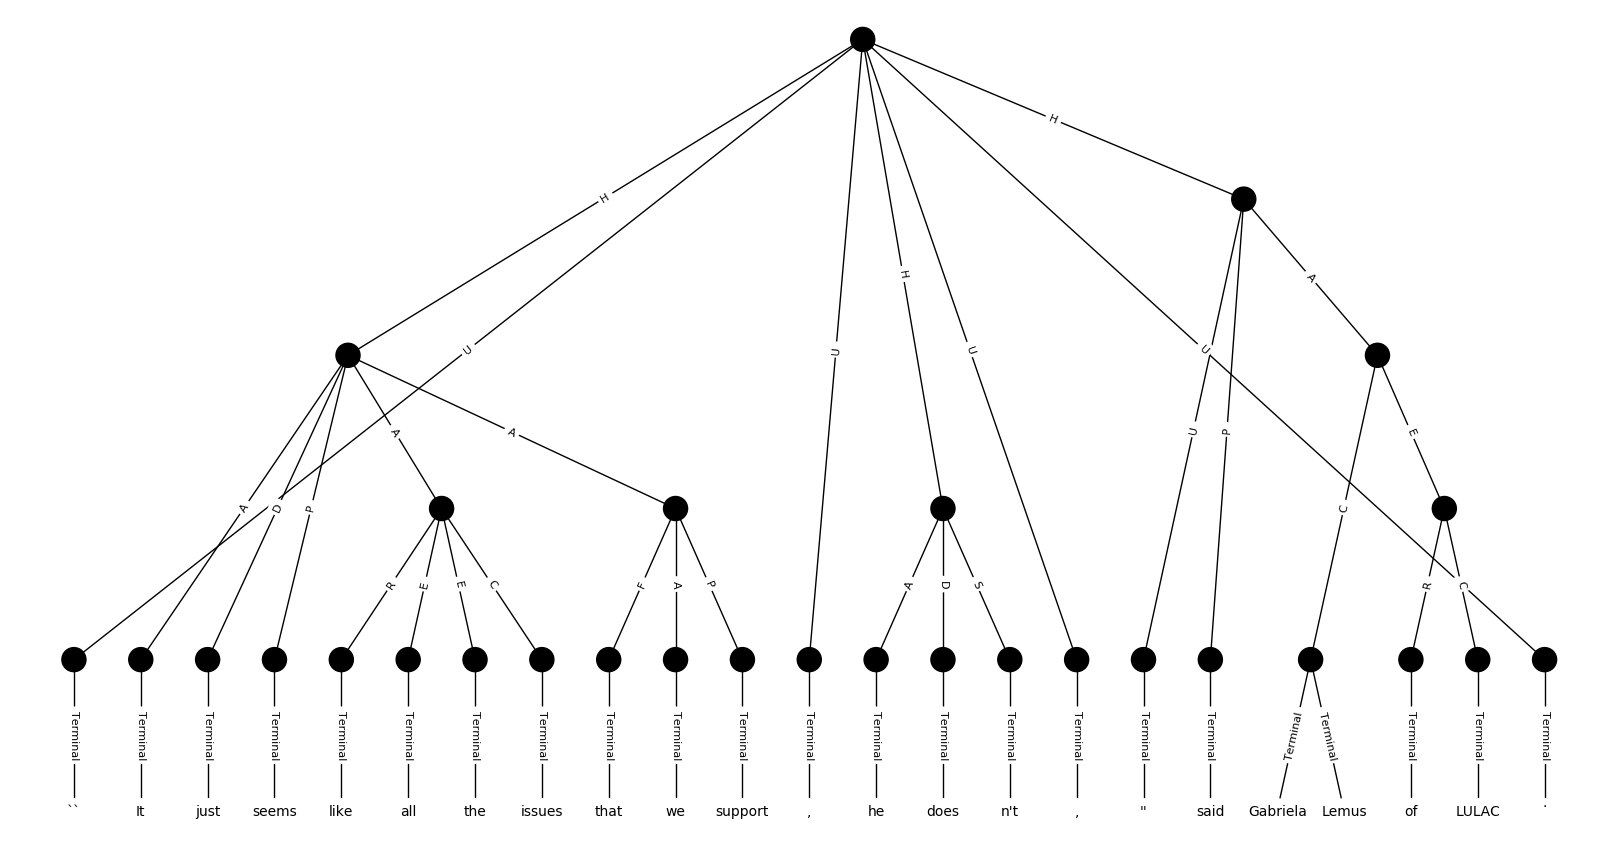 H
H
A
H
U
U
U
U
A
A
U
P
E
A
D
P
C
R
E
E
C
F
A
P
A
D
S
R
C
Terminal Terminal Terminal Terminal Terminal Terminal Terminal Terminal Terminal Terminal Terminal Terminal Terminal Terminal Terminal Terminal Terminal Terminal Terminal Terminal Terminal Terminal Terminal
`` It just seems like all the issues that we support , he does n't , " said Gabriela Lemus of LULAC .